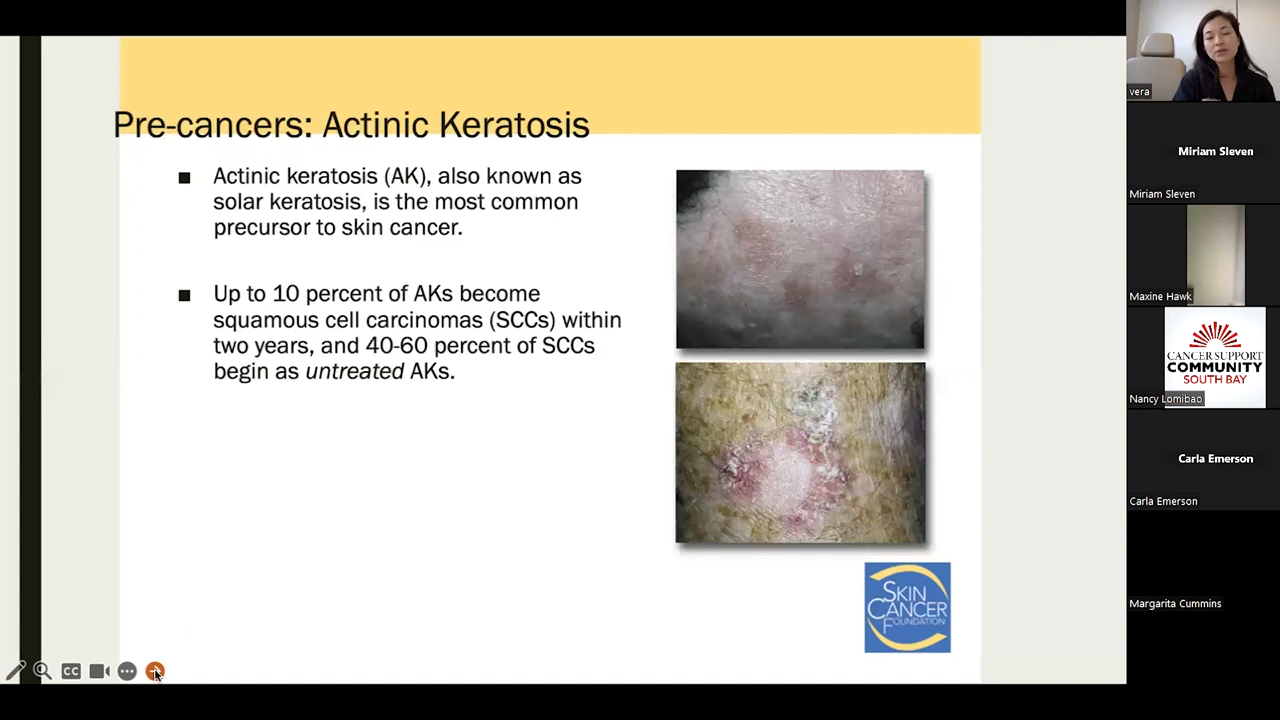 Pre-cancers: Actinic Keratosis
■ Actinic keratosis (AK), also known as
solar keratosis, is the most common
precursor to skin cancer.
■ Up to 10 percent of AKs become
squamous cell carcinomas (SCCs) within
two years, and 40-60 percent of SCCs
begin as untreated AKs.
SKIN
CANCER
FOUNDATION
CC
vera
Miriam Sleven
Miriam Sleven
Maxine Hawk
CANCER SUPPORT
COMMUNITY
SOUTH BAY
Nancy Lomibao
Carla Emerson
Carla Emerson
Margarita Cummins